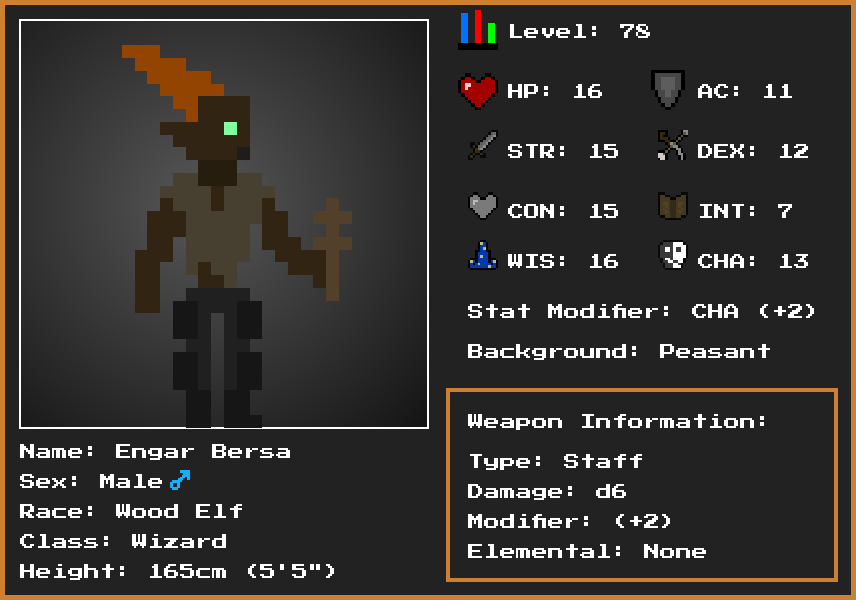 Level: 78
HP: 16
AC: 11
STR: 15
DEX: 12
CON: 15
INT: 7
WIS: 16
CHA: 13
Stat Modifier: CHA (+2)
Background: Peasant
Weapon Information:
Type: Staff
Damage: d6
Modifier: (+2)
Elemental: None
Name: Engar Bersa
Sex: Male♂
Race: Wood Elf
Class: Wizard
Height: 165cm (5'5")